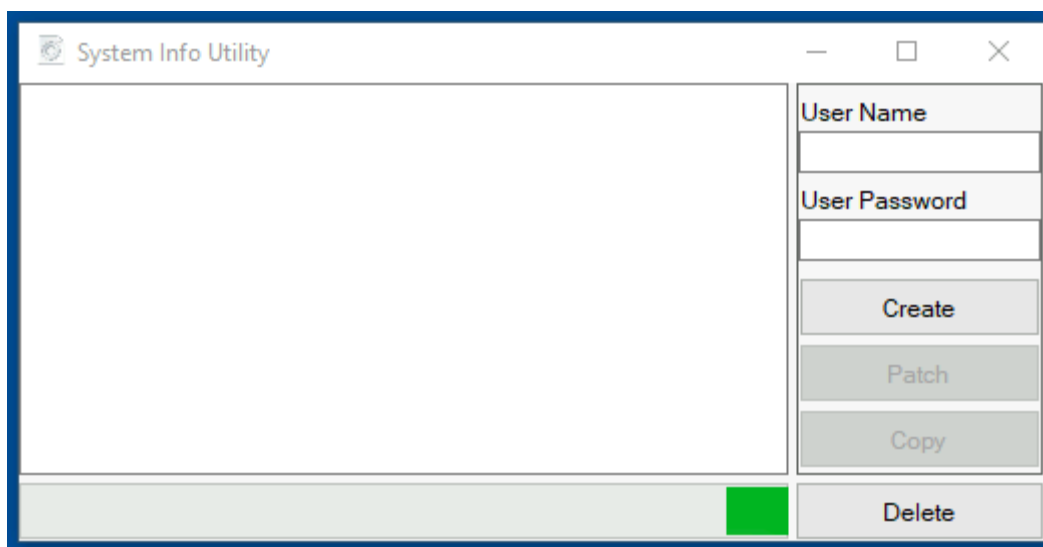 System Info Utility
User Name
User Password
Create
Patch
Copy
Delete